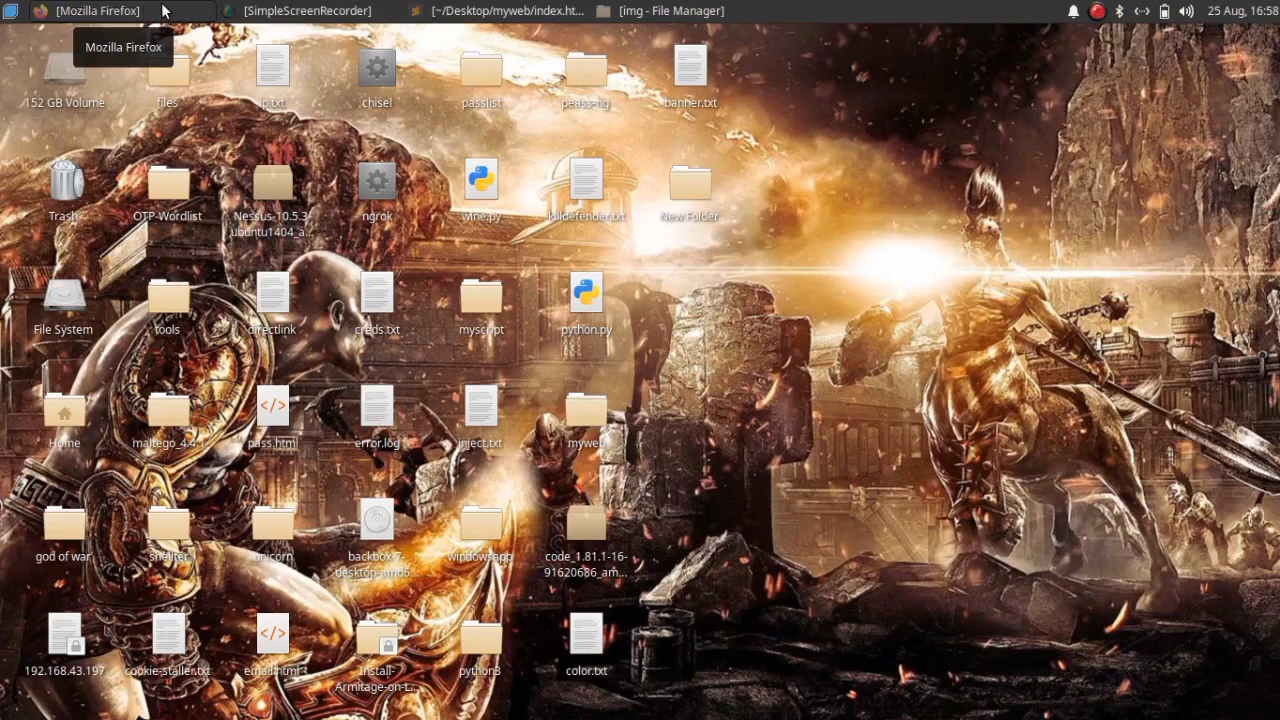 [Mozilla Firefox]
[SimpleScreenRecorder]
[~/Desktop/myweb/index.ht...
[img - File Manager]
25 Aug, 16:58
Mozilla Firefox
152 GB Volume
files
ip.txt
chisel
passlist
peass-ng
banner.txt
Trash
OTP-Wordlist
Nessus-10.5.3-
ubuntu1404_a...
ngrok
wine.py
killdefender.txt
New Folder
File System
tools
directlink
creds.txt
myscript
python.py
Home
maltego_4.4.1
pass.html
error.log
inject.txt
myweb
god of war
shellter
unicorn
backbox-7-
desktop-amd6...
windowsapp
code_1.81.1-16-
91620686_am...
192.168.43.197
cookie-staller.txt
email.html
Install-
Armitage-on-L...
python3
color.txt